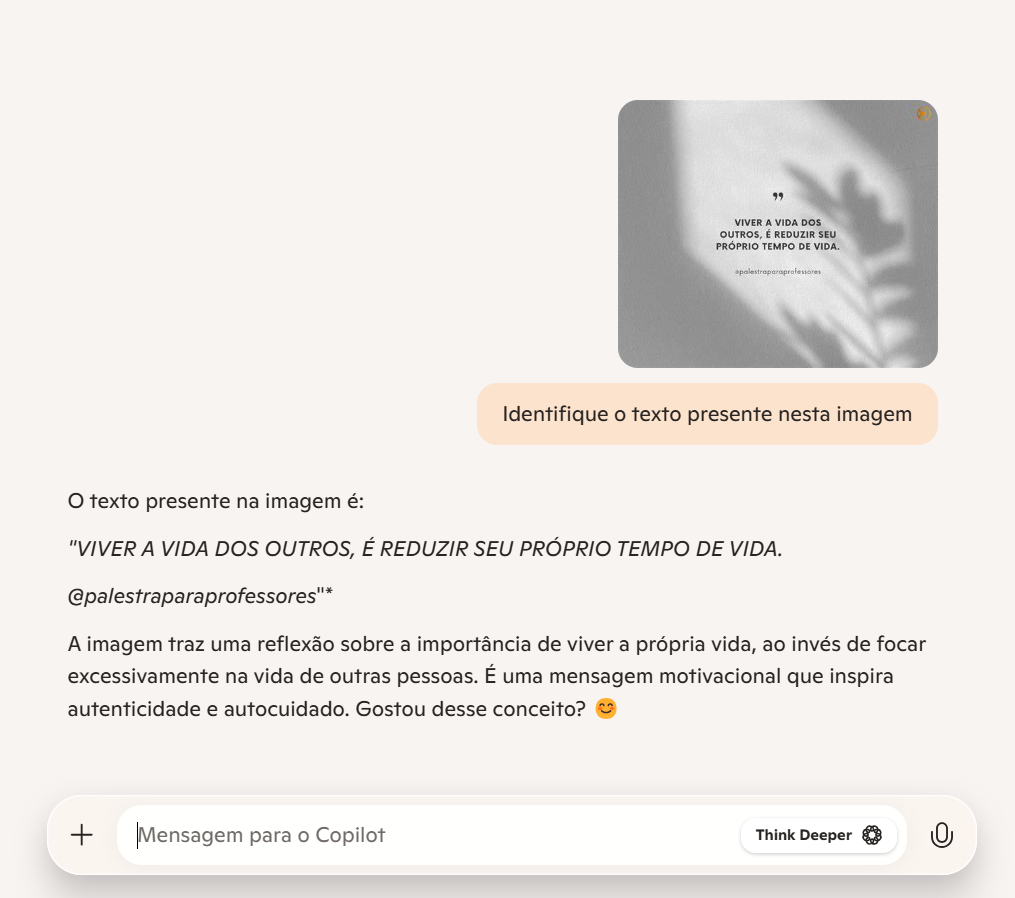 ”
VIVER A VIDA DOS
OUTROS, É REDUZIR SEU
PRÓPRIO TEMPO DE VIDA.
@palestraparaprofessores
Identifique o texto presente nesta imagem
O texto presente na imagem é:
"VIVER A VIDA DOS OUTROS, É REDUZIR SEU PRÓPRIO TEMPO DE VIDA.
@palestraparaprofessores"*
A imagem traz uma reflexão sobre a importância de viver a própria vida, ao invés de focar
excessivamente na vida de outras pessoas. É uma mensagem motivacional que inspira
autenticidade e autocuidado. Gostou desse conceito? 😊
Mensagem para o Copilot
Think Deeper